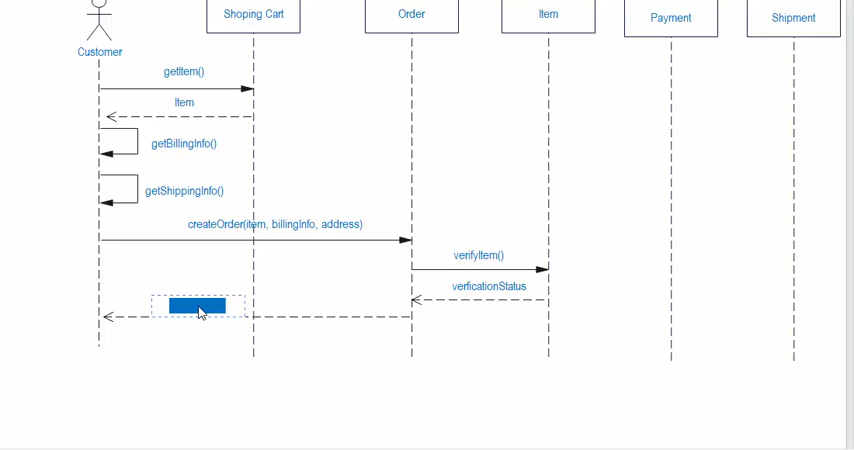 Shoping Cart
Order
Item
Payment
Shipment
Customer
getItem()
Item
getBillingInfo()
getShippingInfo()
createOrder(item, billingInfo, address)
verifyItem()
verficationStatus